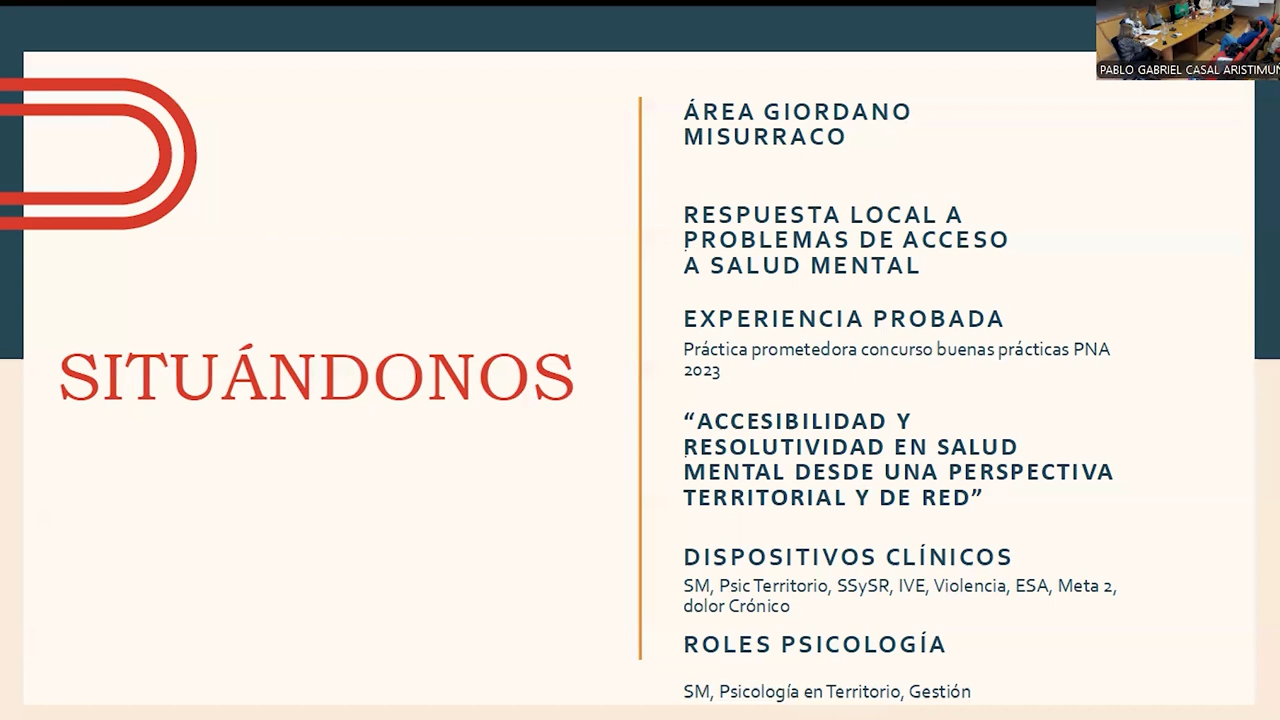 PABLO GABRIEL CASAL
SITUÁNDONOS
ÁREA GIORDANO
MISURRACO
RESPUESTA LOCAL A
PROBLEMAS DE ACCESO
A SALUD MENTAL
EXPERIENCIA PROBADA
Práctica prometedora concurso buenas prácticas PNA
2023
“ACCESIBILIDAD Y
RESOLUTIVIDAD EN SALUD
MENTAL DESDE UNA PERSPECTIVA
TERRITORIAL Y DE RED”
DISPOSITIVOS CLÍNICOS
SM, Psic Territorio, SSySR, IVE, Violencia, ESA, Meta 2,
dolor Crónico
ROLES PSICOLOGÍA
SM, Psicología en Territorio, Gestión